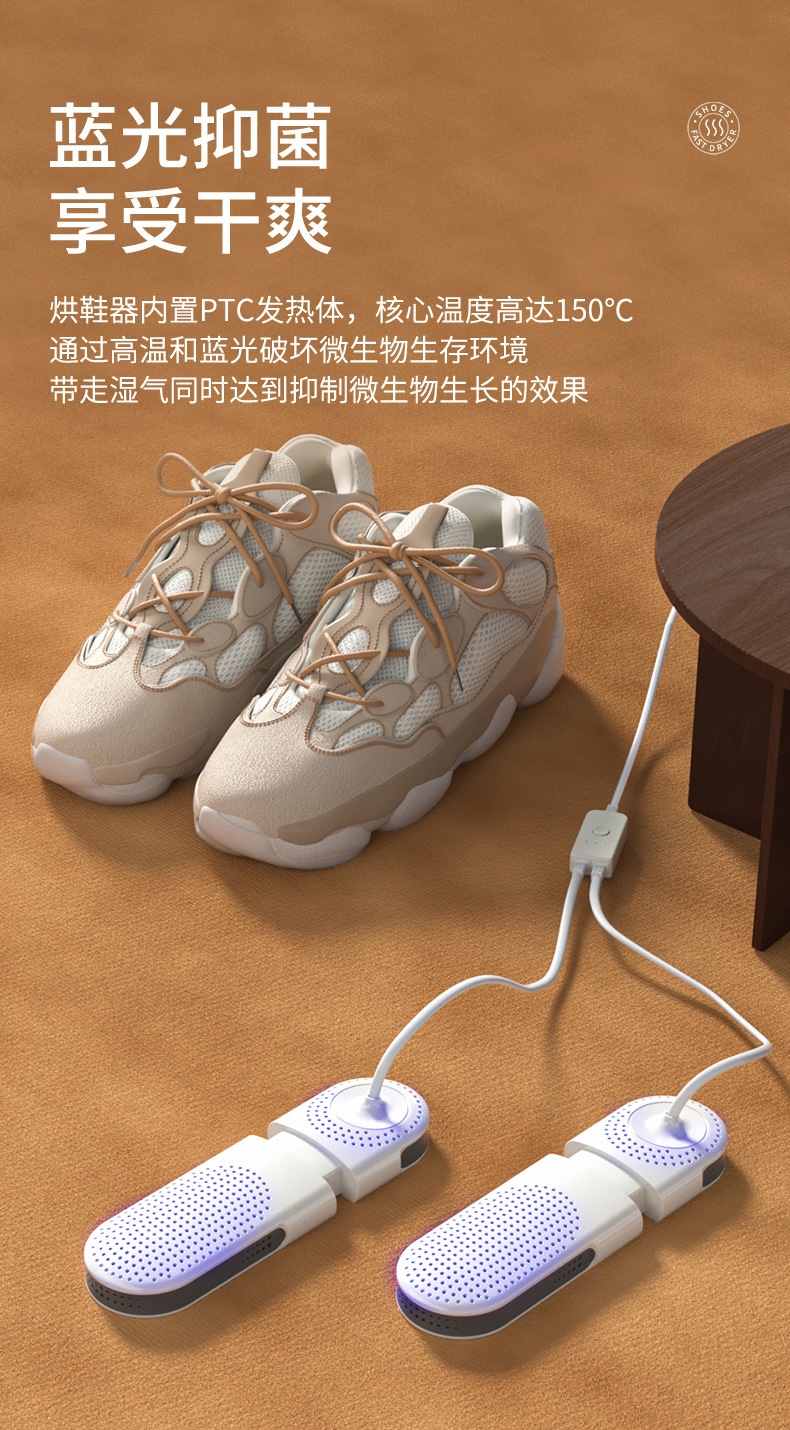 蓝光抑菌
享受干爽
SHOES
FAST DRYER
烘鞋器内置PTC发热体，核心温度高达150°C
通过高温和蓝光破坏微生物生存环境
带走湿气同时达到抑制微生物生长的效果